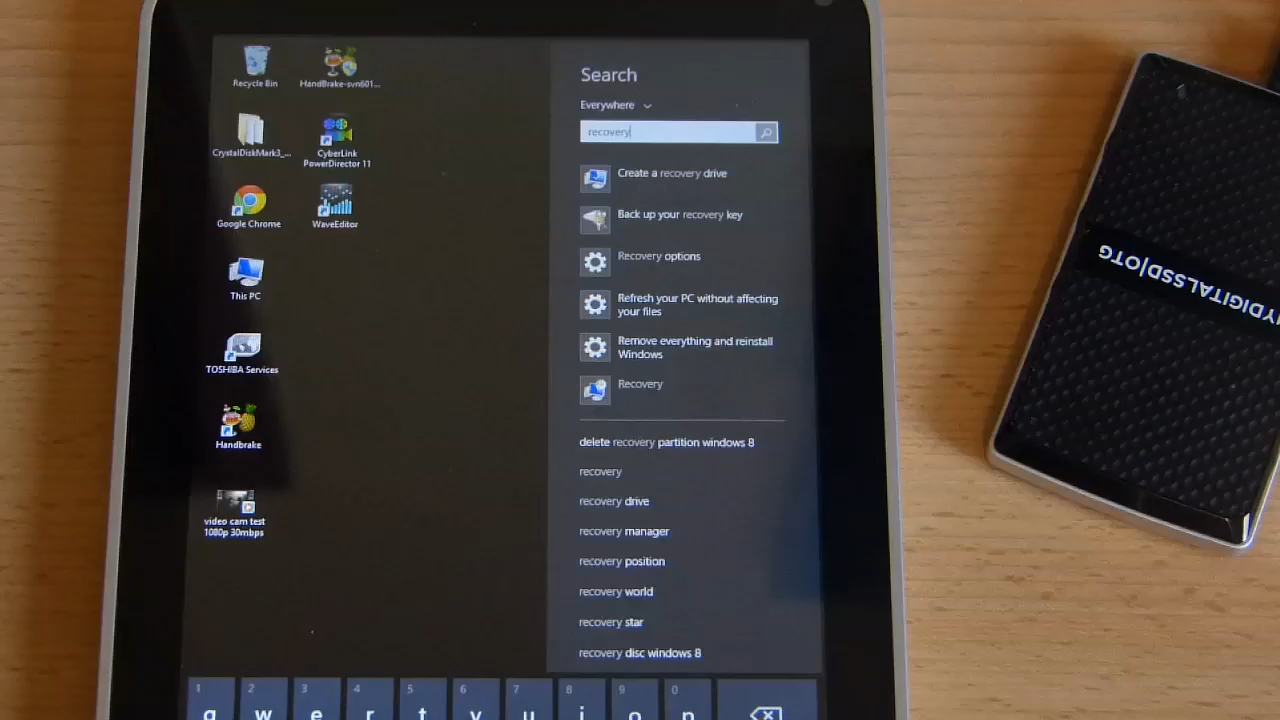 Recycle Bin
HandBrake-svn601...
CrystalDiskMark3_...
CyberLink
PowerDirector 11
Google Chrome
WaveEditor
This PC
TOSHIBA Services
Handbrake
video cam test
1080p 30mbps
Search
Everywhere
recovery
Create a recovery drive
Back up your recovery key
Recovery options
Refresh your PC without affecting
your files
Remove everything and reinstall
Windows
Recovery
delete recovery partition windows 8
recovery
recovery drive
recovery manager
recovery position
recovery world
recovery star
recovery disc windows 8
1 2 3 4 5 6 7 8 9 0
q w e r t y u i o p
MYDIGITALSSD|OTG